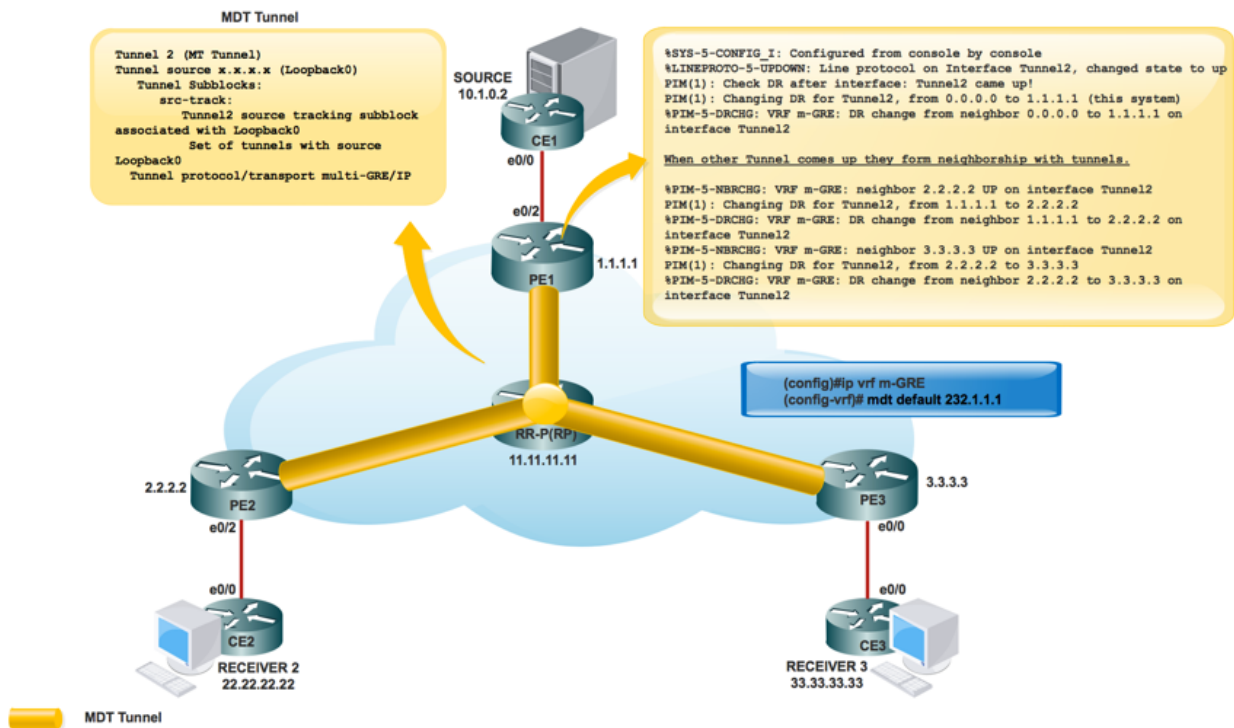 MDT Tunnel
Tunnel 2 (MT Tunnel)
Tunnel source x.x.x.x (Loopback0)
Tunnel Subblocks:
src-track:
Tunnel2 source tracking subblock
associated with Loopback0
Set of tunnels with source
Loopback0
Tunnel protocol/transport multi-GRE/IP
SOURCE
10.1.0.2
CE1
e0/0
e0/2
PE1
1.1.1.1
%SYS-5-CONFIG_I: Configured from console by console
%LINEPROTO-5-UPDOWN: Line protocol on Interface Tunnel2, changed state to up
PIM(1): Check DR after interface: Tunnel2 came up!
PIM(1): Changing DR for Tunnel2, from 0.0.0.0 to 1.1.1.1 (this system)
%PIM-5-DRCHG: VRF m-GRE: DR change from neighbor 0.0.0.0 to 1.1.1.1 on
interface Tunnel2
When other Tunnel comes up they form neighborship with tunnels.
%PIM-5-NBRCHG: VRF m-GRE: neighbor 2.2.2.2 UP on interface Tunnel2
PIM(1): Changing DR for Tunnel2, from 1.1.1.1 to 2.2.2.2
%PIM-5-DRCHG: VRF m-GRE: DR change from neighbor 1.1.1.1 to 2.2.2.2 on
interface Tunnel2
%PIM-5-NBRCHG: VRF m-GRE: neighbor 3.3.3.3 UP on interface Tunnel2
PIM(1): Changing DR for Tunnel2, from 2.2.2.2 to 3.3.3.3
%PIM-5-DRCHG: VRF m-GRE: DR change from neighbor 2.2.2.2 to 3.3.3.3 on
interface Tunnel2
(config)#ip vrf m-GRE
(config-vrf)# mdt default 232.1.1.1
RR-P(RP)
11.11.11.11
2.2.2.2
PE2
e0/2
e0/0
CE2
RECEIVER 2
22.22.22.22
PE3
3.3.3.3
e0/0
e0/0
CE3
RECEIVER 3
33.33.33.33
MDT Tunnel